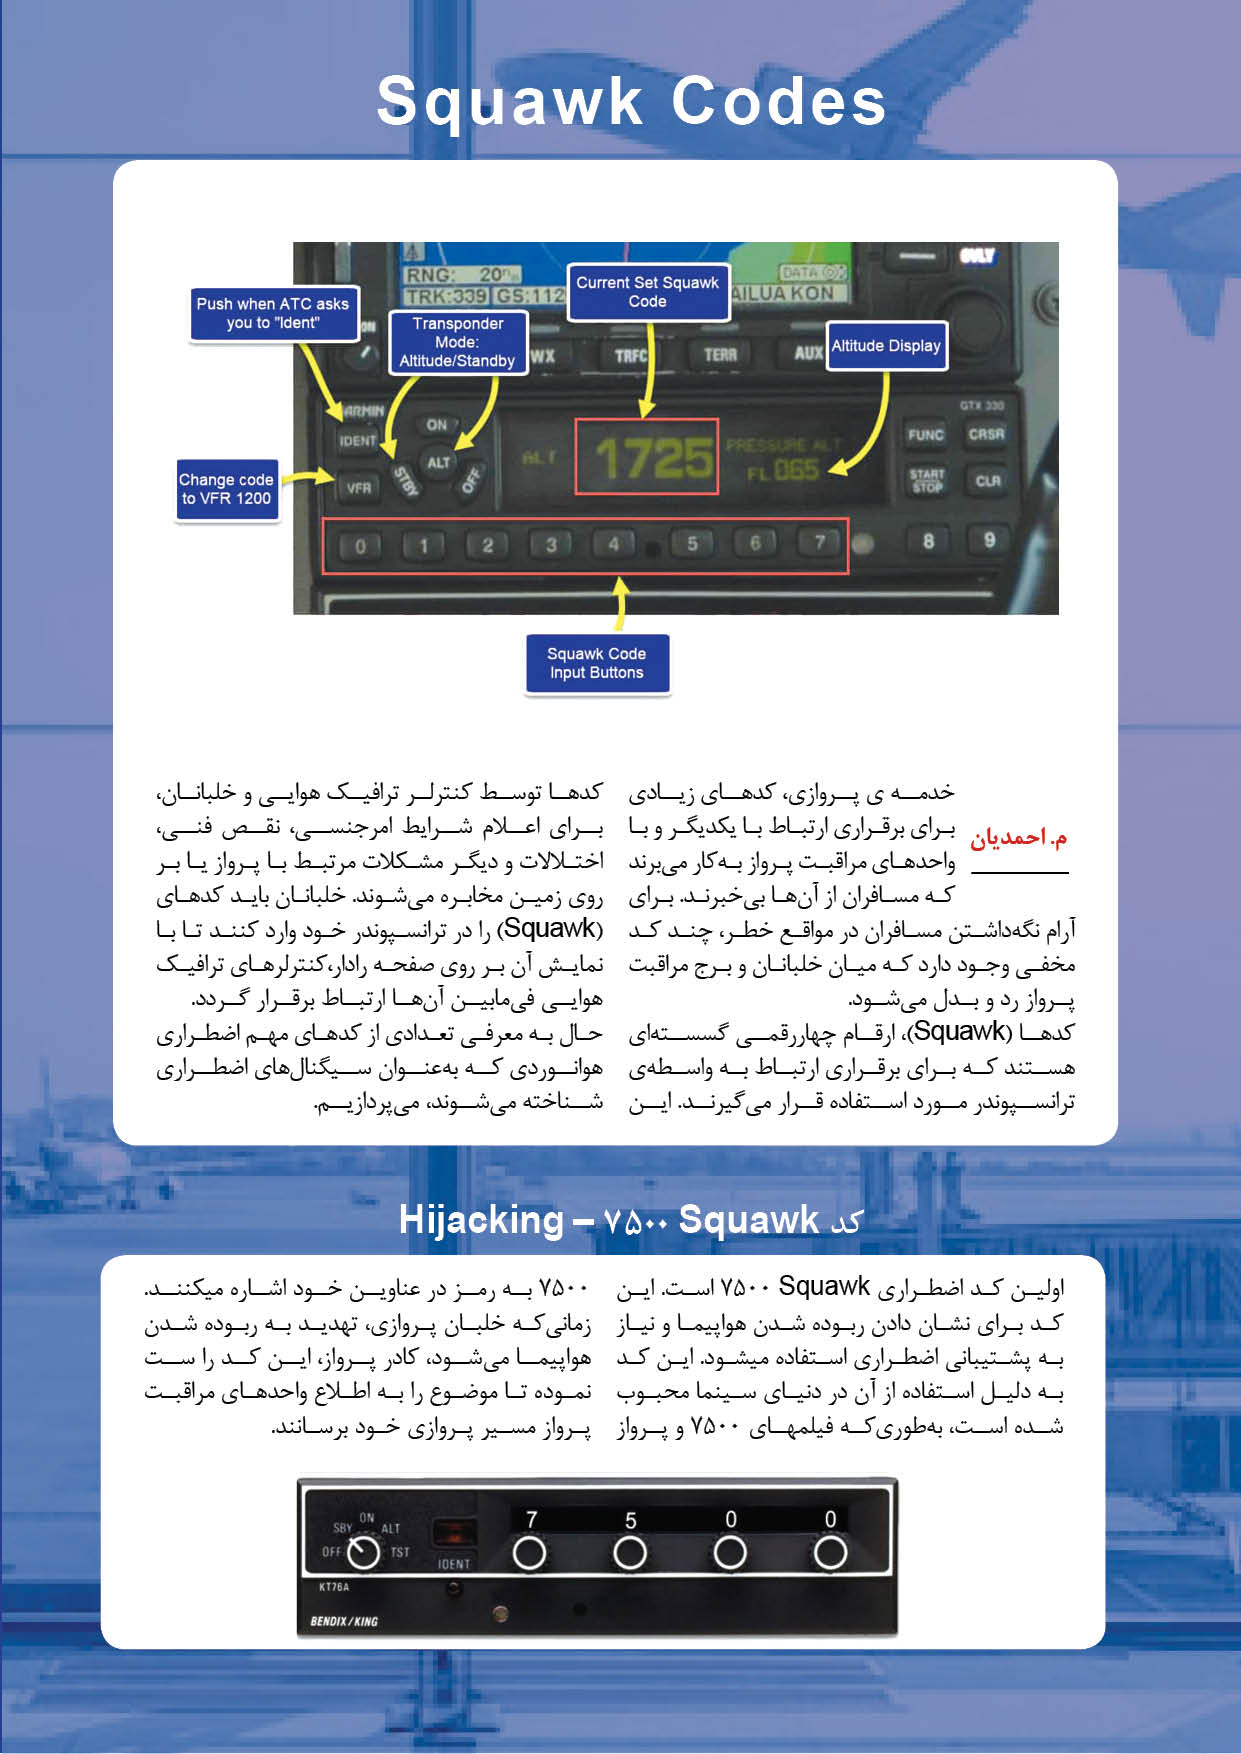 Squawk Codes
RNG: 20
TRK:339 GS:112
DATA
AILUA KON
Push when ATC asks
you to "Ident"
Transponder
Mode:
Altitude/Standby
Current Set Squawk
Code
Altitude Display
ON
WX
TRFC
TERR
AUX
ARMIN
GTX 330
IDENT
ON
ALT
1725
PRESSURE ALT
FL 065
FUNC
CRSR
Change code
to VFR 1200
VFR
STBY
ALT
OFF
START
STOP
CLR
0 1 2 3 4 5 6 7 8 9
Squawk Code
Input Buttons
م. احمدیان
خدمه ی پروازی، کدهای زیادی
برای برقراری ارتباط با یکدیگر و با
واحدهای مراقبت پرواز به‌کار می‌برند
که مسافران از آن‌ها بی‌خبرند. برای
آرام نگه‌داشتن مسافران در مواقع خطر، چند کد
مخفی وجود دارد که میان خلبانان و برج مراقبت
پرواز رد و بدل می‌شود.
کدها (Squawk)، ارقام چهاررقمی گسسته‌ای
هستند که برای برقراری ارتباط به واسطه‌ی
ترانسپوندر مورد استفاده قرار می‌گیرند. این
کدها توسط کنترلر ترافیک هوایی و خلبانان،
برای اعلام شرایط امرجنسی، نقص فنی،
اختلالات و دیگر مشکلات مرتبط با پرواز یا بر
روی زمین مخابره می‌شوند. خلبانان باید کدهای
(Squawk) را در ترانسپوندر خود وارد کنند تا با
نمایش آن بر روی صفحه رادار،کنترلرهای ترافیک
هوایی فی‌مابین آن‌ها ارتباط برقرار گردد.
حال به معرفی تعدادی از کدهای مهم اضطراری
هوانوردی که به‌عنوان سیگنال‌های اضطراری
شناخته می‌شوند، می‌پردازیم.
کد Squawk ۷۵۰۰ – Hijacking
اولین کد اضطراری Squawk ۷۵۰۰ است. این
کد برای نشان دادن ربوده شدن هواپیما و نیاز
به پشتیبانی اضطراری استفاده میشود. این کد
به دلیل استفاده از آن در دنیای سینما محبوب
شده است، به‌طوری‌که فیلمهای ۷۵۰۰ و پرواز
۷۵۰۰ به رمز در عناوین خود اشاره میکنند.
زمانی‌که خلبان پروازی، تهدید به ربوده شدن
هواپیما می‌شود، کادر پرواز، این کد را ست
نموده تا موضوع را به اطلاع واحدهای مراقبت
پرواز مسیر پروازی خود برسانند.
7 5 0 0
OFF SBY ON ALT TST
IDENT
KT76A
BENDIX/KING